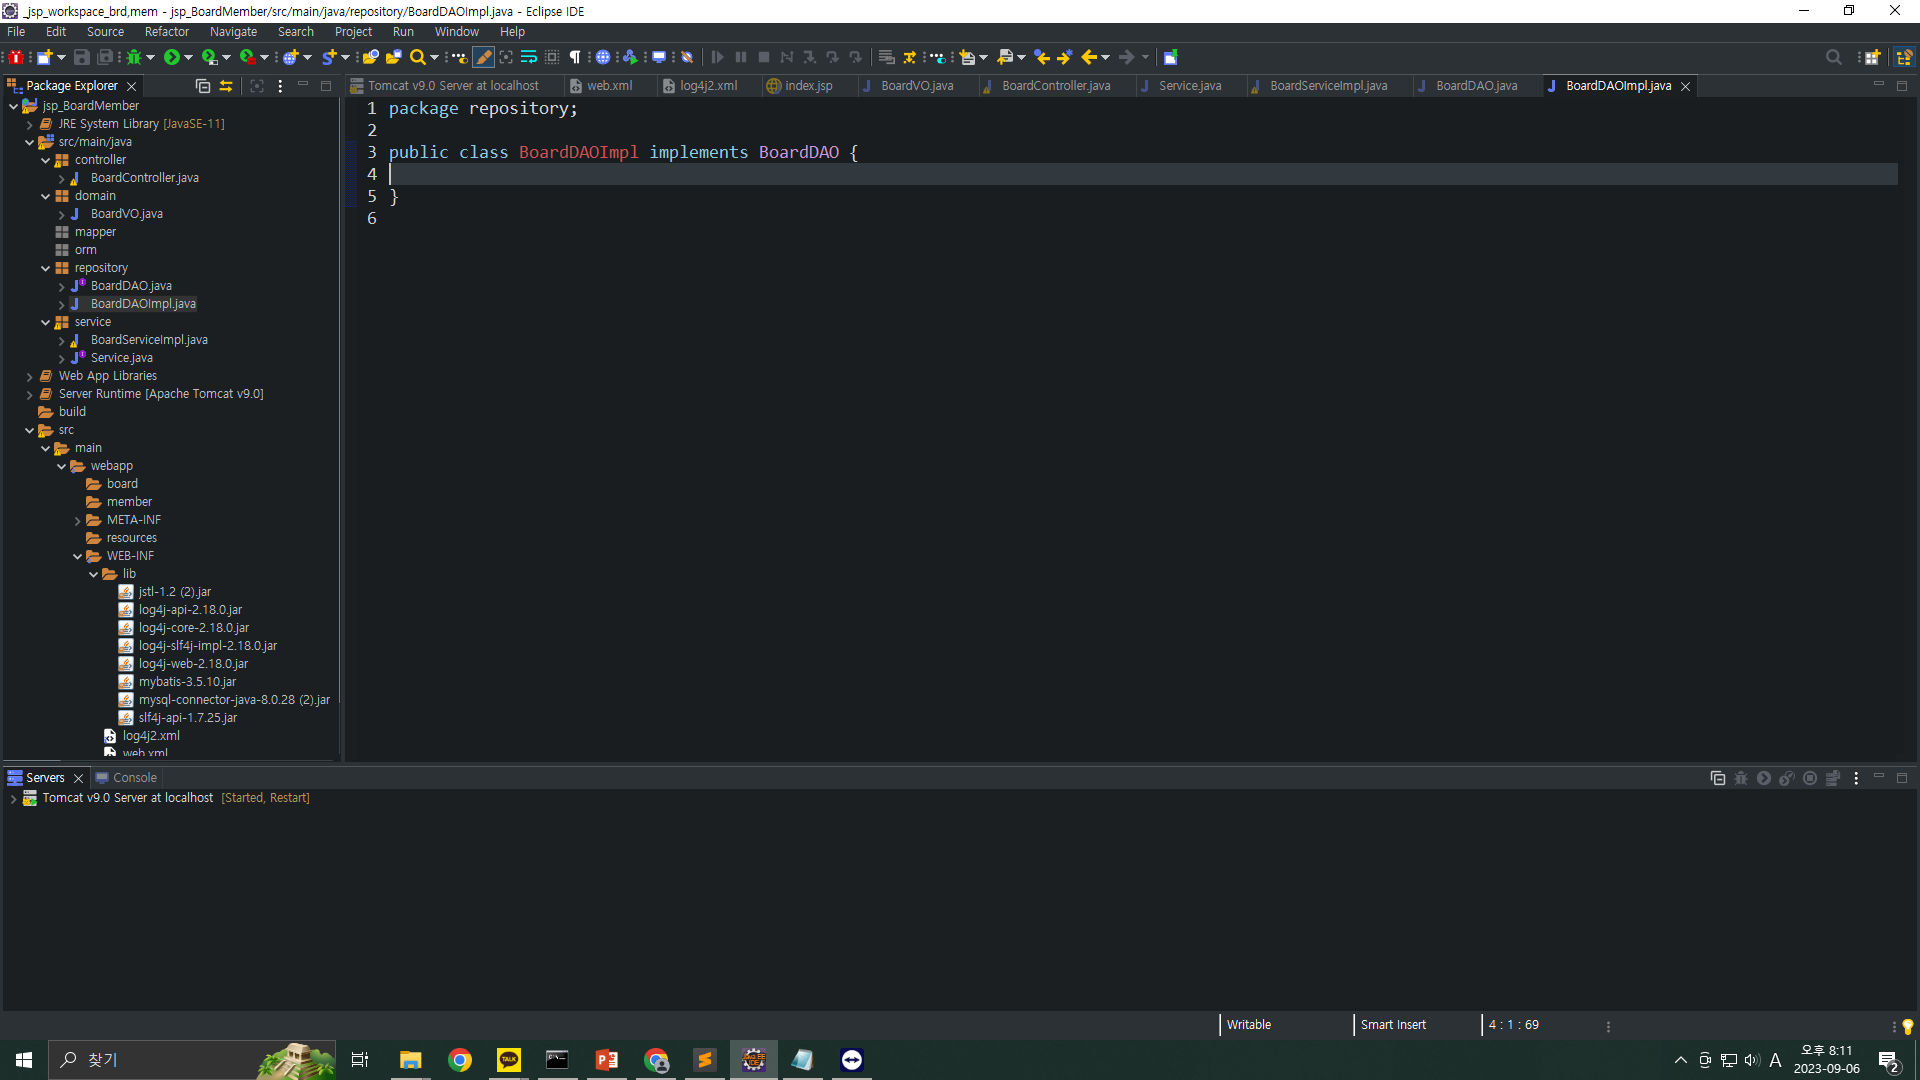 _jsp_workspace_brd,mem - jsp_BoardMember/src/main/java/repository/BoardDAOImpl.java - Eclipse IDE
File Edit Source Refactor Navigate Search Project Run Window Help
Package Explorer
Tomcat v9.0 Server at localhost web.xml log4j2.xml index.jsp BoardVO.java BoardController.java Service.java BoardServiceImpl.java BoardDAO.java BoardDAOImpl.java
jsp_BoardMember
JRE System Library [JavaSE-11]
src/main/java
controller
BoardController.java
domain
BoardVO.java
mapper
orm
repository
BoardDAO.java
BoardDAOImpl.java
service
BoardServiceImpl.java
Service.java
Web App Libraries
Server Runtime [Apache Tomcat v9.0]
build
src
main
webapp
board
member
META-INF
resources
WEB-INF
lib
jstl-1.2 (2).jar
log4j-api-2.18.0.jar
log4j-core-2.18.0.jar
log4j-slf4j-impl-2.18.0.jar
log4j-web-2.18.0.jar
mybatis-3.5.10.jar
mysql-connector-java-8.0.28 (2).jar
slf4j-api-1.7.25.jar
log4j2.xml
web.xml
1 package repository;
2
3 public class BoardDAOImpl implements BoardDAO {
4
5 }
6
Servers Console
Tomcat v9.0 Server at localhost [Started, Restart]
Writable Smart Insert 4 : 1 : 69
찾기
TALK
A
오후 8:11
2023-09-06
2